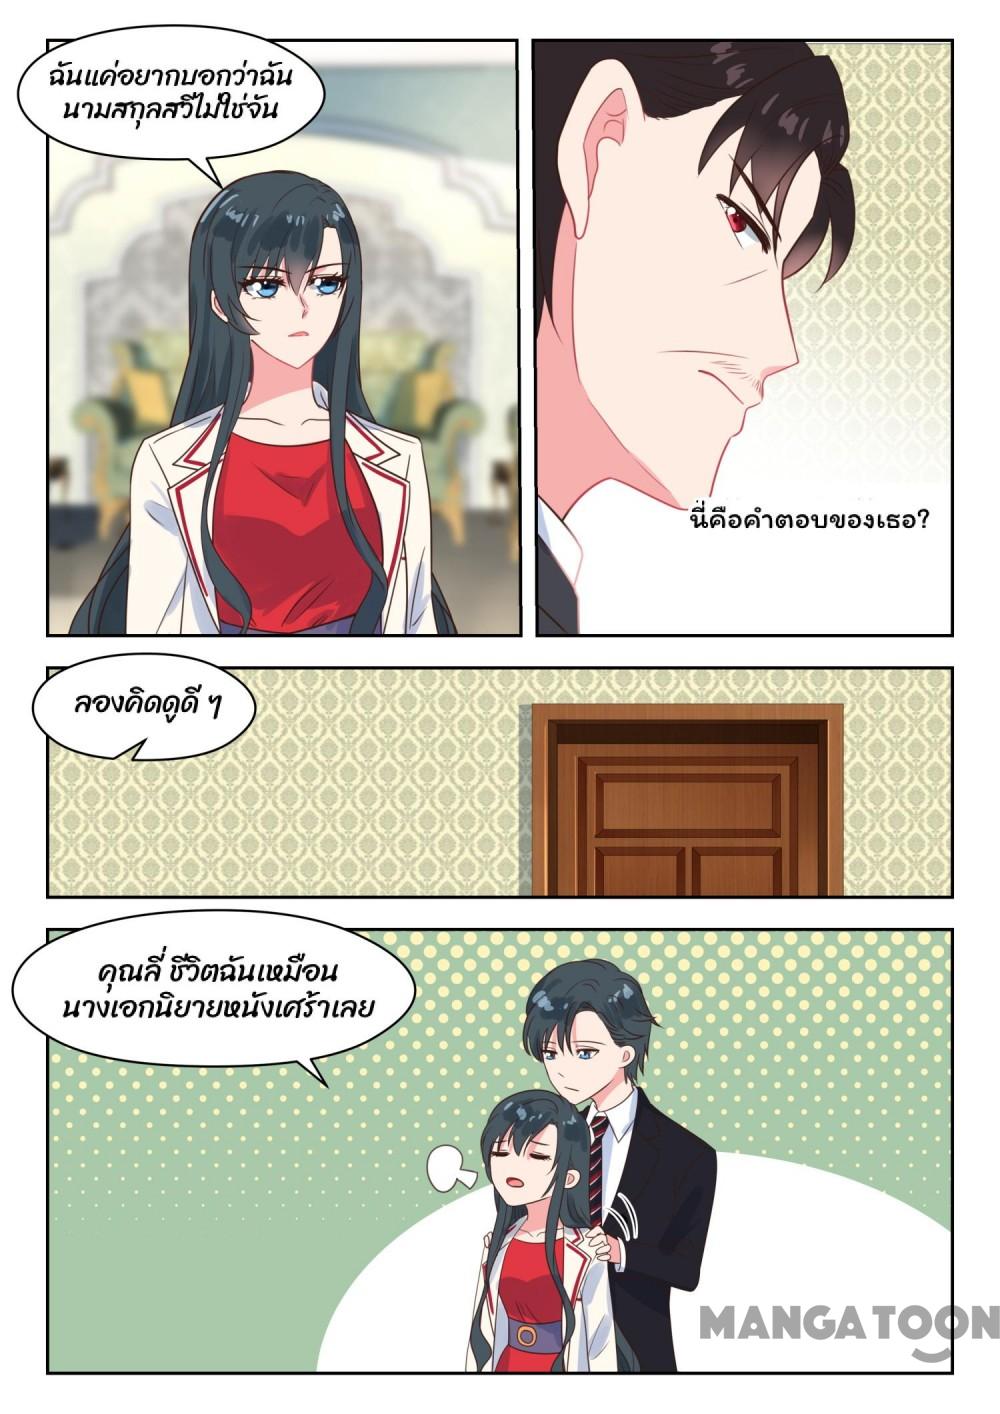 ฉันแค่อยากบอกว่าฉัน
นามสกุลสวีไม่ใช่จัน
นี่คือคำตอบของเธอ?
ลองคิดดูดี ๆ
คุณลี่ ชีวิตฉันเหมือน
นางเอกนิยายหนังเศร้าเลย
MANGATOON